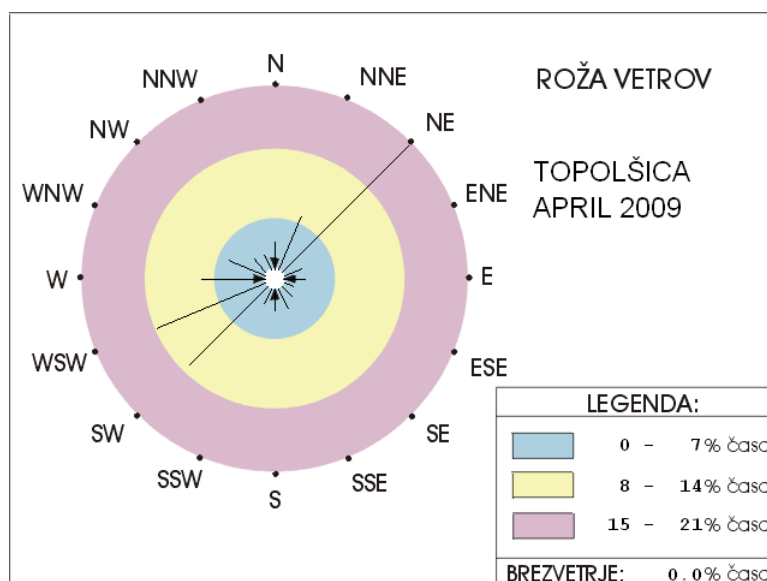 ROŽA VETROV
TOPOLŠICA
APRIL 2009
N
NNE
NE
ENE
E
ESE
SE
SSE
S
SSW
SW
WSW
W
WNW
NW
NNW
LEGENDA:
0 - 7% časa
8 - 14% časa
15 - 21% časa
BREZVETRJE: 0.0% časa